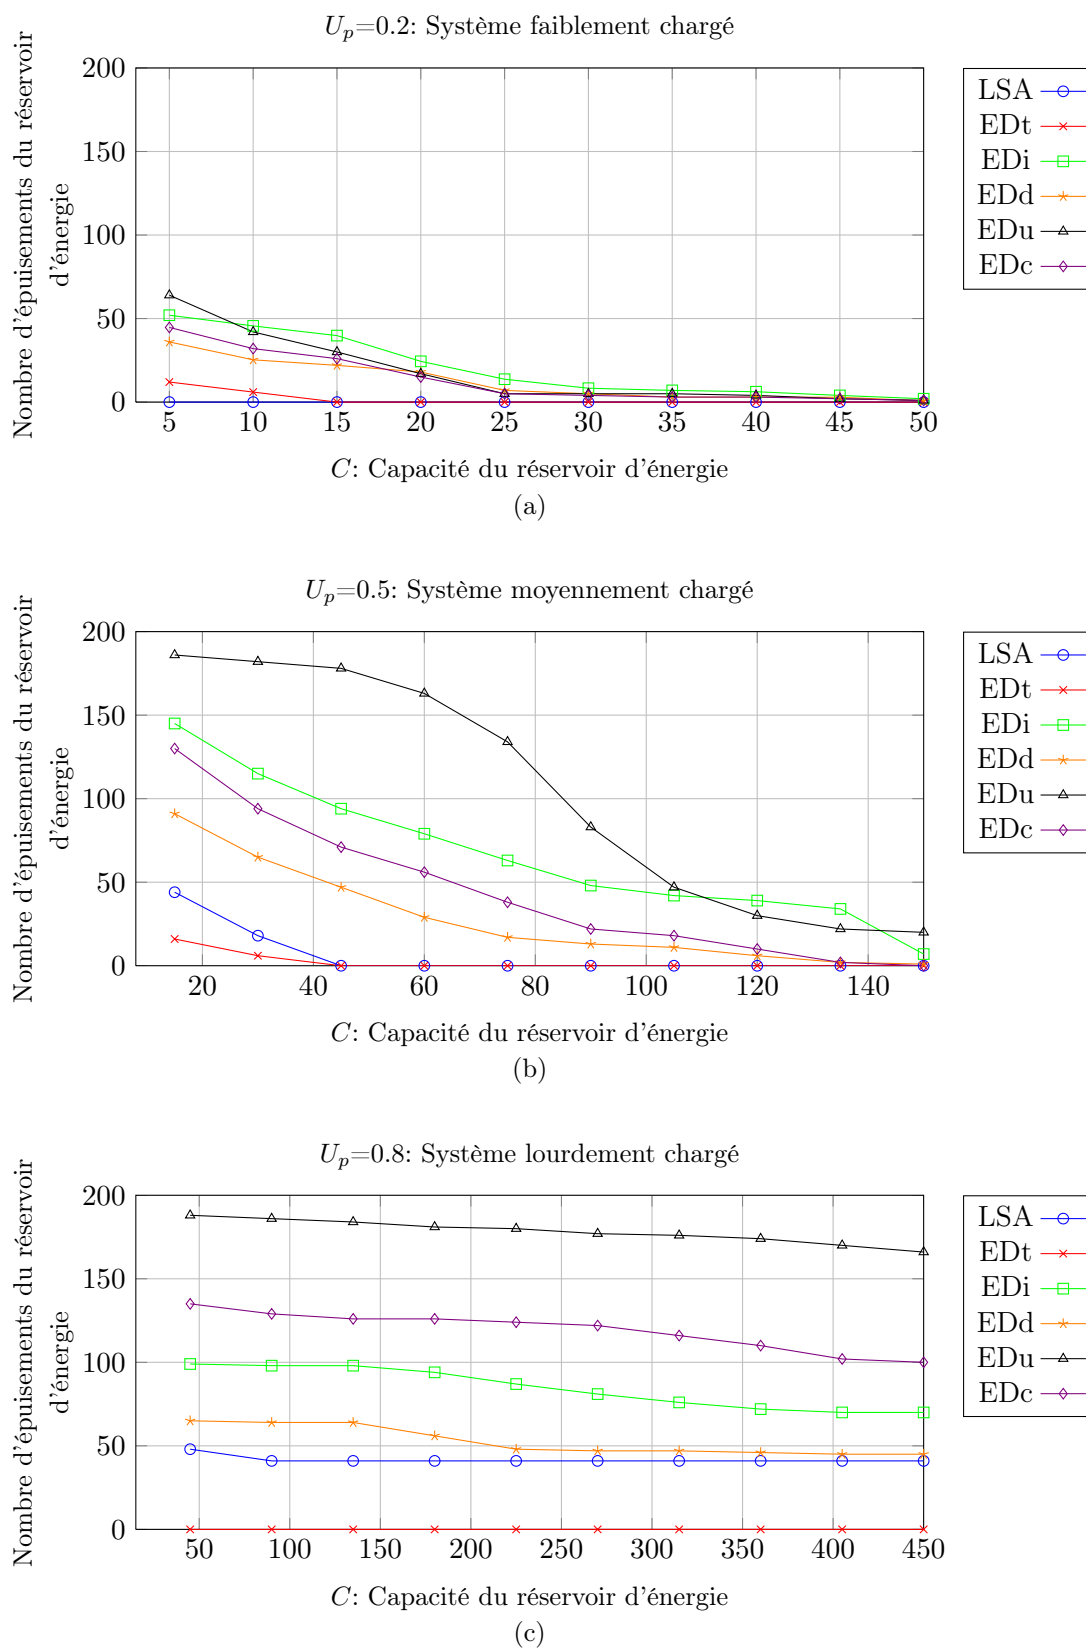 U_p=0.2: Système faiblement chargé
Nombre d'épuisements du réservoir
d'énergie
200
150
100
50
0
5 10 15 20 25 30 35 40 45 50
C: Capacité du réservoir d'énergie
(a)
LSA
EDt
EDi
EDd
EDu
EDc
U_p=0.5: Système moyennement chargé
Nombre d'épuisements du réservoir
d'énergie
200
150
100
50
0
20 40 60 80 100 120 140
C: Capacité du réservoir d'énergie
(b)
LSA
EDt
EDi
EDd
EDu
EDc
U_p=0.8: Système lourdement chargé
Nombre d'épuisements du réservoir
d'énergie
200
150
100
50
0
50 100 150 200 250 300 350 400 450
C: Capacité du réservoir d'énergie
(c)
LSA
EDt
EDi
EDd
EDu
EDc